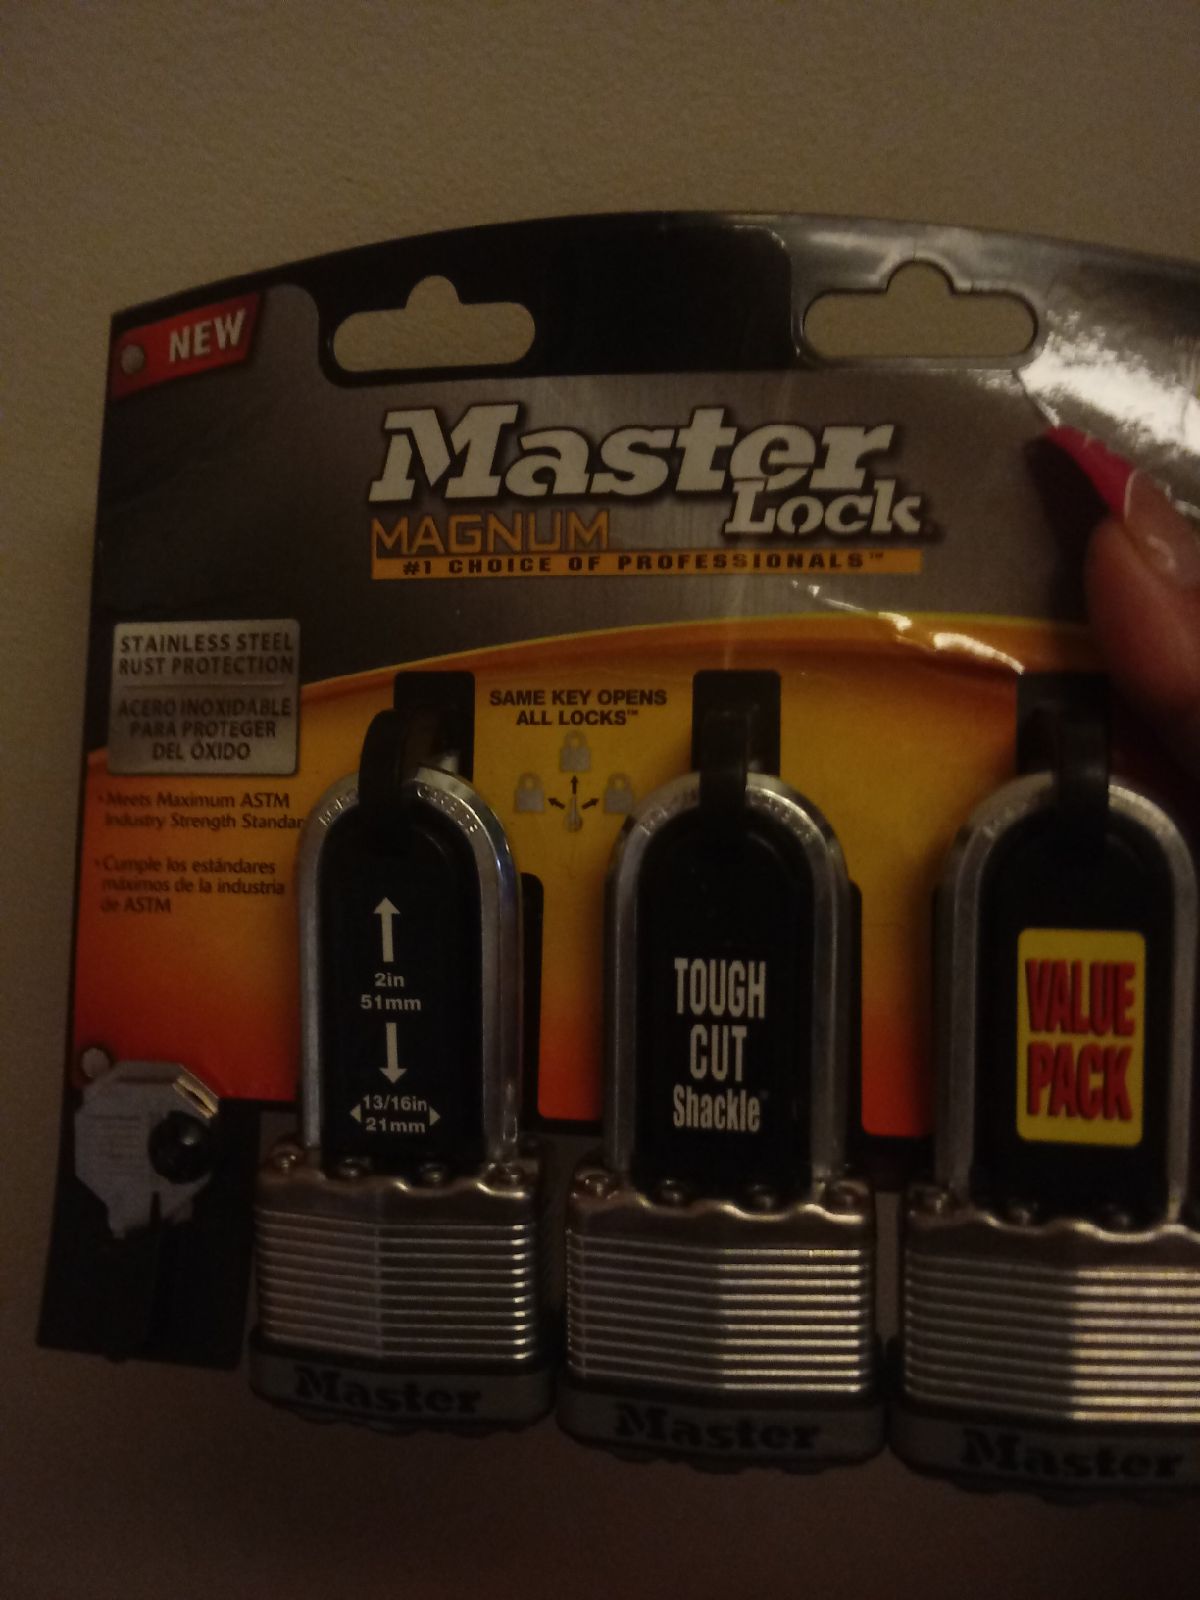 NEW
Master
Lock
MAGNUM
#1 CHOICE OF PROFESSIONALS™
STAINLESS STEEL
RUST PROTECTION
ACERO INOXIDABLE
PARA PROTEGER
DEL ÓXIDO
SAME KEY OPENS
ALL LOCKS™
• Meets Maximum ASTM
Industry Strength Standar
• Cumple los estándares
máximos de la industria
de ASTM
2in
51mm
13/16in
21mm
TOUGH
CUT
Shackle™
VALUE
PACK
Master
Master
Master